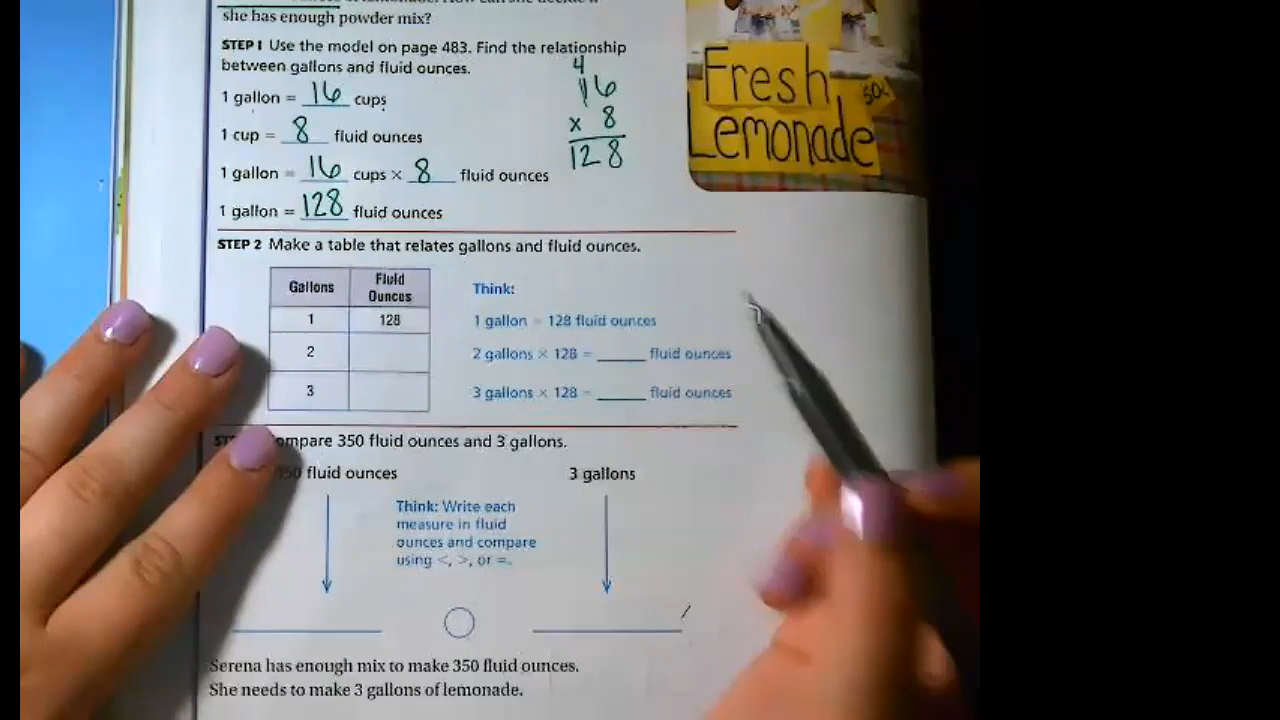 she has enough powder mix?
STEP 1 Use the model on page 483. Find the relationship
between gallons and fluid ounces.
1 gallon = 16 cups
1 cup = 8 fluid ounces
1 gallon = 16 cups × 8 fluid ounces
1 gallon = 128 fluid ounces
4
16
x 8
128
Fresh
50¢
Lemonade
STEP 2 Make a table that relates gallons and fluid ounces.
Gallons Fluid Ounces
1 128
2
3
Think:
1 gallon = 128 fluid ounces
2 gallons × 128 = _____ fluid ounces
3 gallons × 128 = _____ fluid ounces
ompare 350 fluid ounces and 3 gallons.
50 fluid ounces
3 gallons
Think: Write each
measure in fluid
ounces and compare
using <, >, or =.
Serena has enough mix to make 350 fluid ounces.
She needs to make 3 gallons of lemonade.